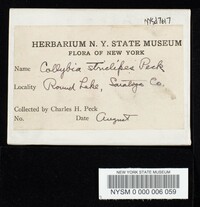 HERBARIUM N. Y. STATE MUSEUM
FLORA OF NEW YORK
Name Collybia Peck
Locality Round Lake, Saratoga Co.
Collected by Charles H. Peck
No. Date August
NEW YORK STATE MUSEUM
NYSM 0 000 006 059